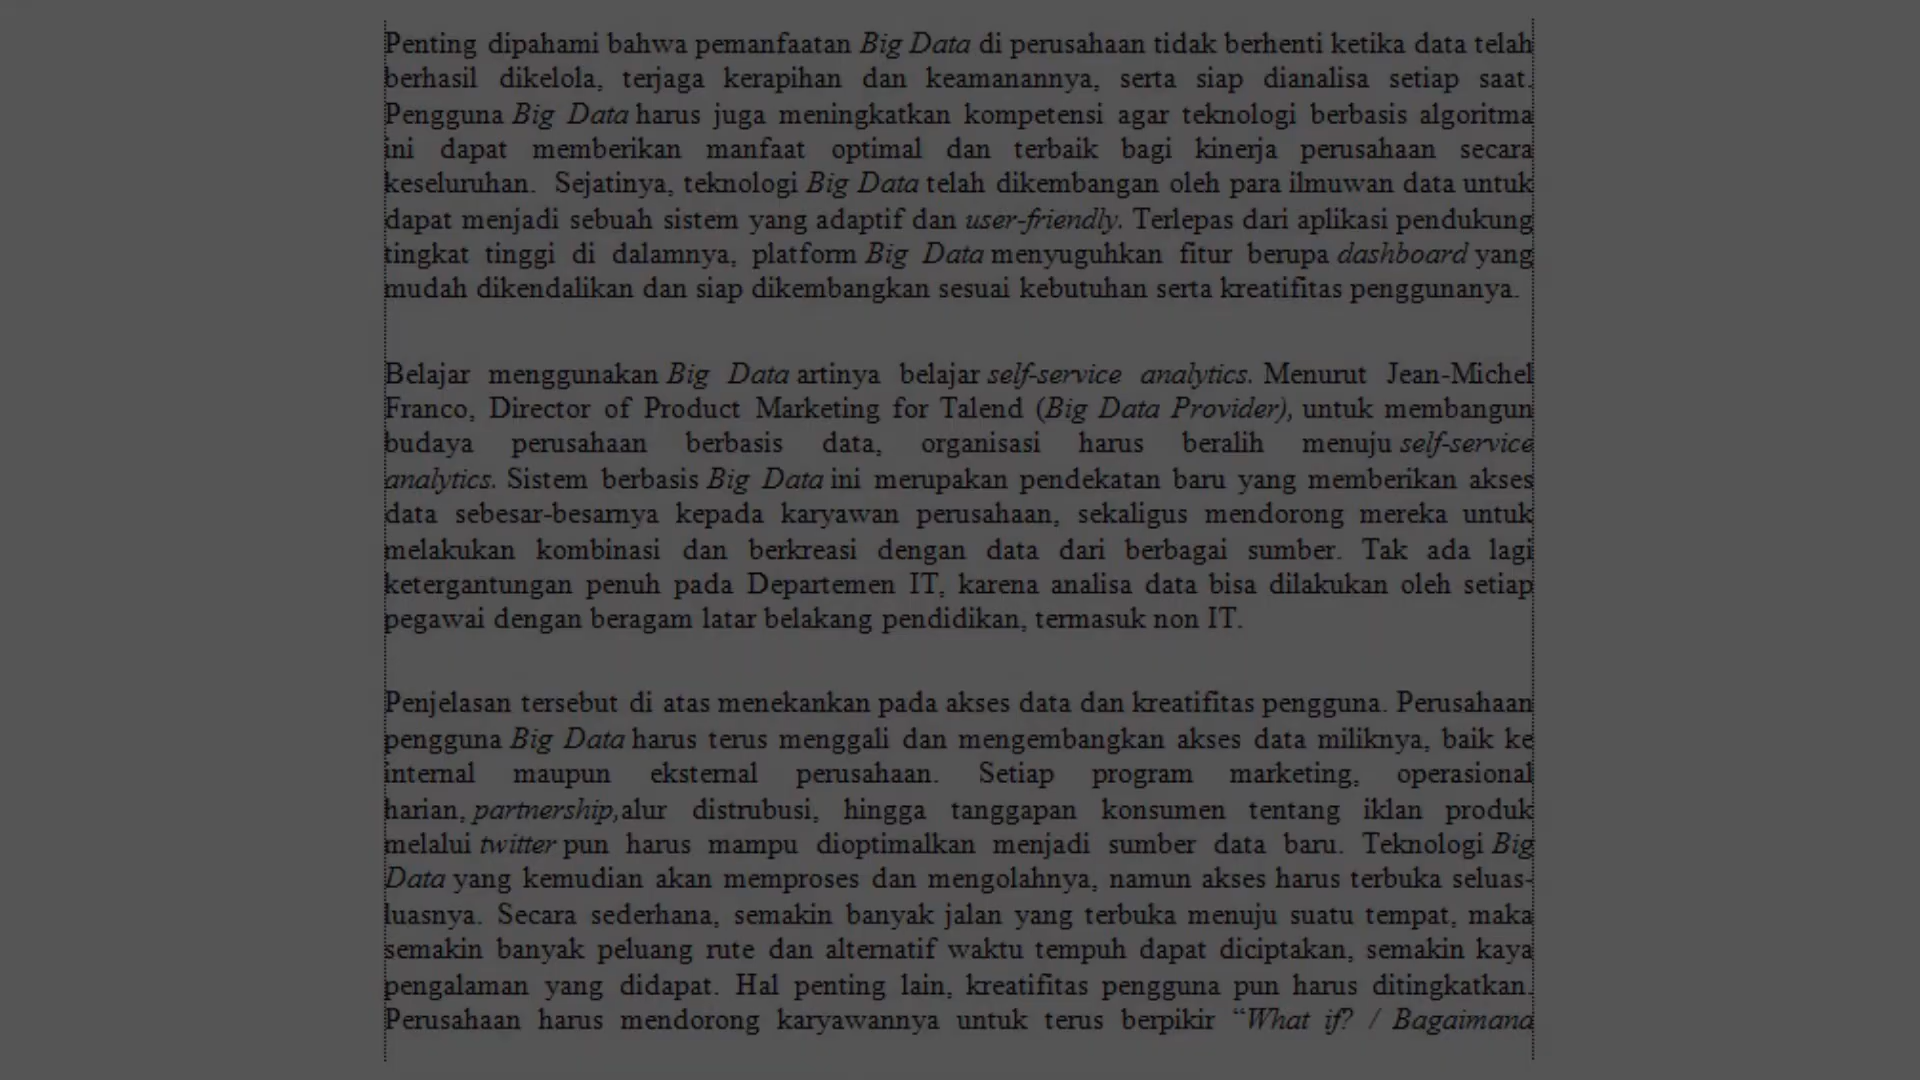 Penting dipahami bahwa pemanfaatan Big Data di perusahaan tidak berhenti ketika data telah
berhasil dikelola, terjaga kerapihan dan keamanannya, serta siap dianalisa setiap saat.
Pengguna Big Data harus juga meningkatkan kompetensi agar teknologi berbasis algoritma
ini dapat memberikan manfaat optimal dan terbaik bagi kinerja perusahaan secara
keseluruhan. Sejatinya, teknologi Big Data telah dikembangan oleh para ilmuwan data untuk
dapat menjadi sebuah sistem yang adaptif dan user-friendly. Terlepas dari aplikasi pendukung
tingkat tinggi di dalamnya, platform Big Data menyuguhkan fitur berupa dashboard yang
mudah dikendalikan dan siap dikembangkan sesuai kebutuhan serta kreatifitas penggunanya.
Belajar menggunakan Big Data artinya belajar self-service analytics. Menurut Jean-Michel
Franco, Director of Product Marketing for Talend (Big Data Provider), untuk membangun
budaya perusahaan berbasis data, organisasi harus beralih menuju self-service
analytics. Sistem berbasis Big Data ini merupakan pendekatan baru yang memberikan akses
data sebesar-besarnya kepada karyawan perusahaan, sekaligus mendorong mereka untuk
melakukan kombinasi dan berkreasi dengan data dari berbagai sumber. Tak ada lagi
ketergantungan penuh pada Departemen IT, karena analisa data bisa dilakukan oleh setiap
pegawai dengan beragam latar belakang pendidikan, termasuk non IT.
Penjelasan tersebut di atas menekankan pada akses data dan kreatifitas pengguna. Perusahaan
pengguna Big Data harus terus menggali dan mengembangkan akses data miliknya, baik ke
internal maupun eksternal perusahaan. Setiap program marketing, operasional
harian, partnership,alur distrubusi, hingga tanggapan konsumen tentang iklan produk
melalui twitter pun harus mampu dioptimalkan menjadi sumber data baru. Teknologi Big
Data yang kemudian akan memproses dan mengolahnya, namun akses harus terbuka seluas-
luasnya. Secara sederhana, semakin banyak jalan yang terbuka menuju suatu tempat, maka
semakin banyak peluang rute dan alternatif waktu tempuh dapat diciptakan, semakin kaya
pengalaman yang didapat. Hal penting lain, kreatifitas pengguna pun harus ditingkatkan.
Perusahaan harus mendorong karyawannya untuk terus berpikir “What if? / Bagaimana